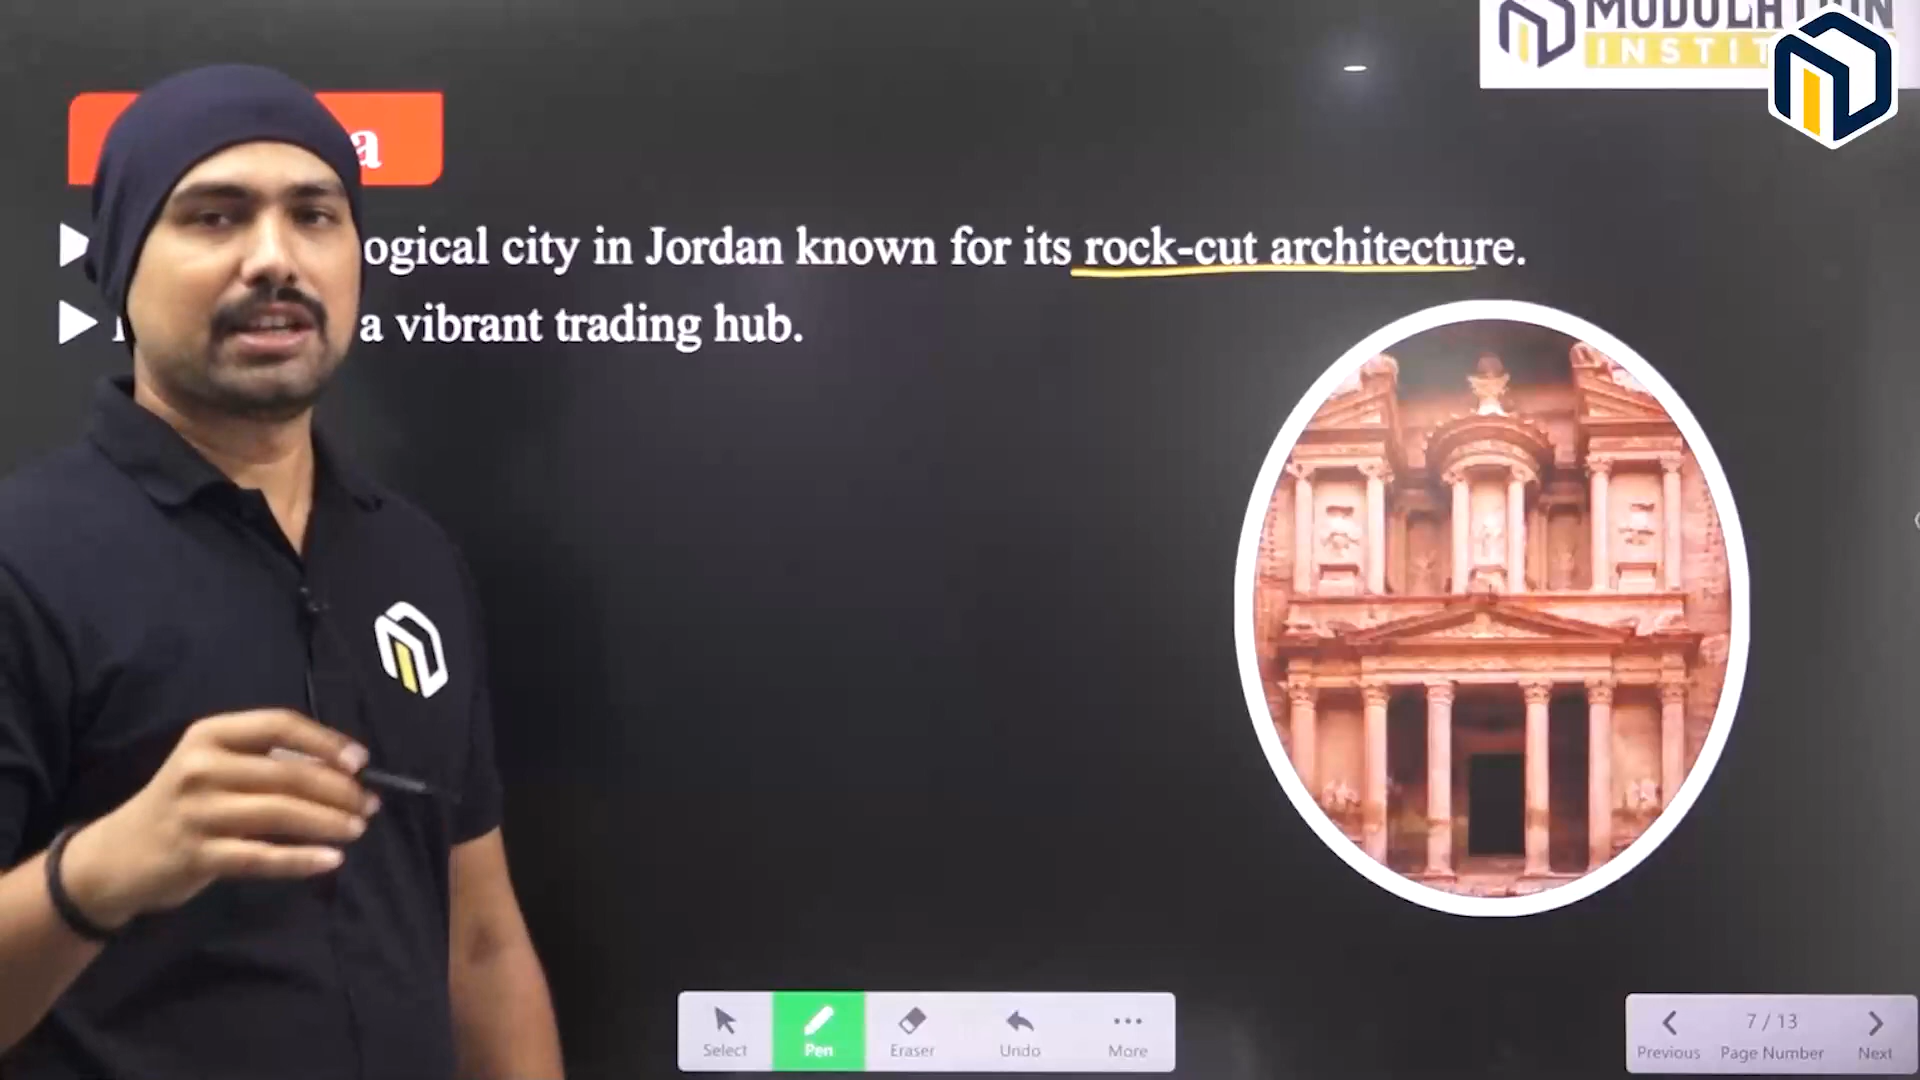 MODULATION
INSTIT
a
ogical city in Jordan known for its rock-cut architecture.
a vibrant trading hub.
Select
Pen
Eraser
Undo
More
7 / 13
Previous
Page Number
Next